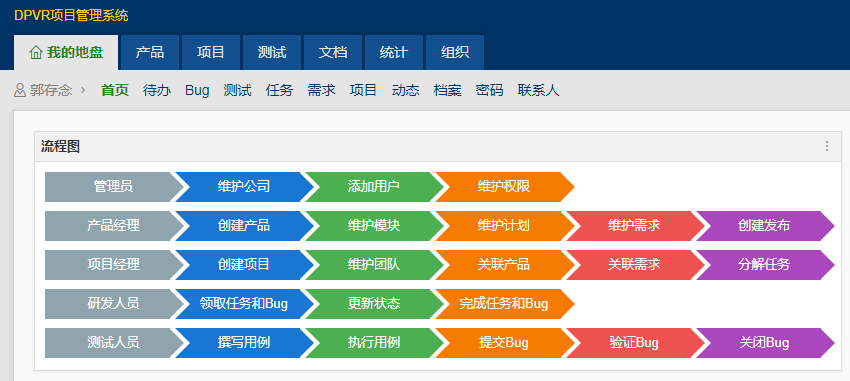 DPVR项目管理系统
我的地盘 产品 项目 测试 文档 统计 组织
郭存念 › 首页 待办 Bug 测试 任务 需求 项目 动态 档案 密码 联系人
流程图
管理员 维护公司 添加用户 维护权限
产品经理 创建产品 维护模块 维护计划 维护需求 创建发布
项目经理 创建项目 维护团队 关联产品 关联需求 分解任务
研发人员 领取任务和Bug 更新状态 完成任务和Bug
测试人员 撰写用例 执行用例 提交Bug 验证Bug 关闭Bug